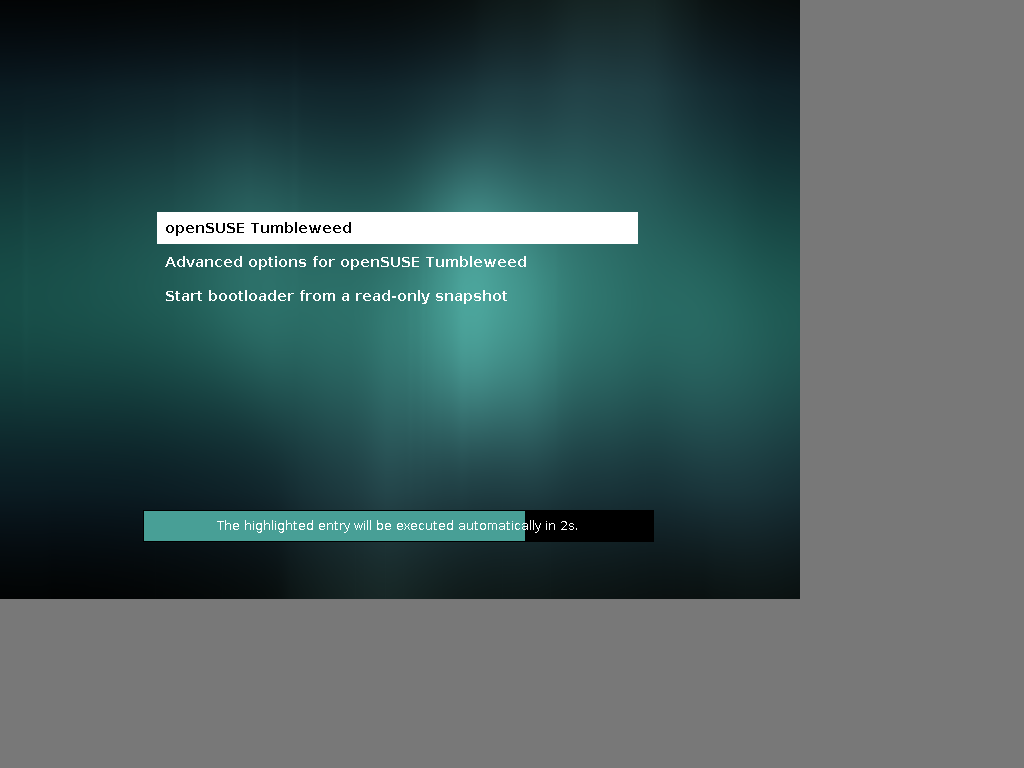 openSUSE Tumbleweed
Advanced options for openSUSE Tumbleweed
Start bootloader from a read-only snapshot
The highlighted entry will be executed automatically in 2s.